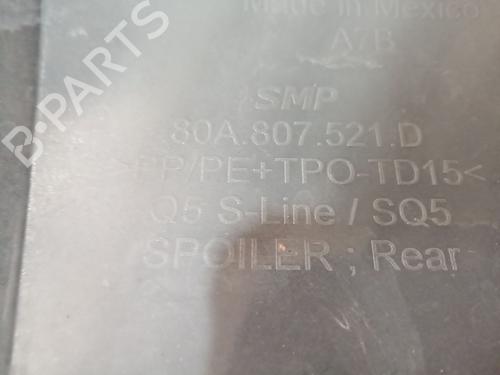 Made in Mexico
A7B
SMP
80A.807.521.D
>PP/PE+TPO-TD15<
Q5 S-Line / SQ5
SPOILER ; Rear
B-PARTS